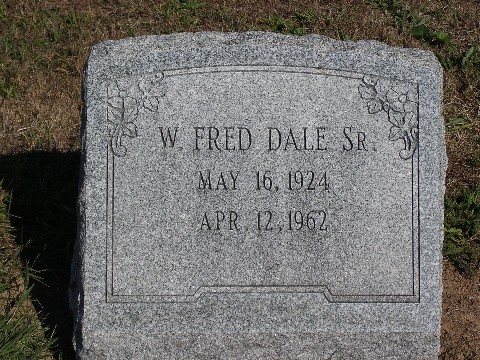 W. FRED DALE SR.
MAY 16, 1924
APR. 12, 1962